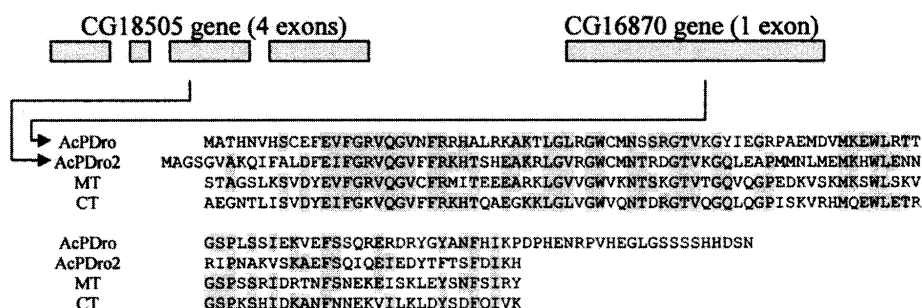 CG18505 gene (4 exons) CG16870 gene (1 exon)
AcPDro MATHNVHSCEFEVFGRVQGVNFRRHALRKAKTLGLRGWCMNSSRGTVKGYIEGRPAEMDVMKEWLRTT
AcPDro2 MAGSGVAKQIFALDFEIFGRVQGVFFRKHTSHEAKRLGVRGWCMNTRDGTVKGQLEAPMMNLMEMKHWLENN
MT STAGSLKSVDYEVFGRVQGVCFRMITEEEARKLGVVGWVKNTSKGTVTGQVQGPEDKVSKMKSWLSKV
CT AEGNTLISVDYEIFGKVQGVFFRKHTQAEGKKLGLVGWVQNTDRGTVQGQLQGPISKVRHMQEWLETR
AcPDro GSPLSSIEKVEFSSQRERDRYGYANFHIKPDPHENRPVHEGLGSSSSHHDSN
AcPDro2 RIPNAKVSKAEFSQIQEIEDYTFTSFDIKH
MT GSPSSRIDRTNFSNEKEISKLEYSNFSIRY
CT GSPKSHIDKANFNNEKVILKLDYSDFQIVK